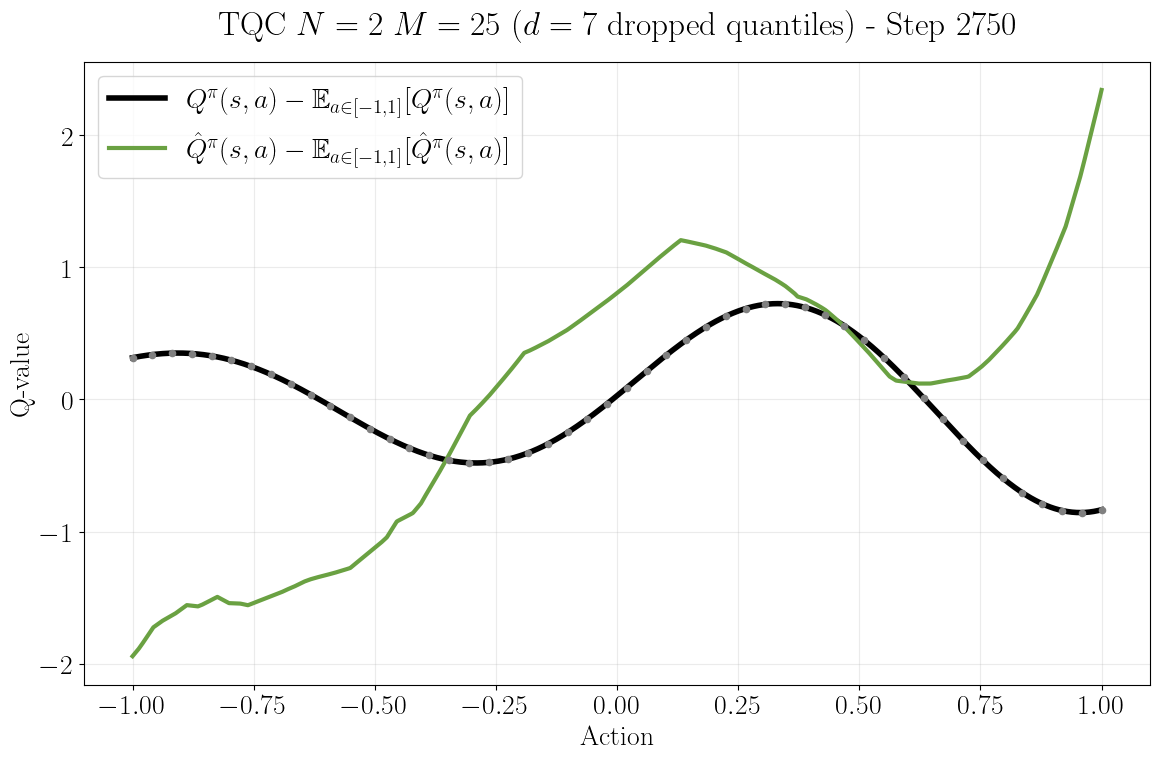 TQC N = 2 M = 25 (d = 7 dropped quantiles) - Step 2750
Q^π(s, a) − 𝔼_{a∈[−1,1]}[Q^π(s, a)]
Q̂^π(s, a) − 𝔼_{a∈[−1,1]}[Q̂^π(s, a)]
2
1
0
−1
−2
Q-value
−1.00 −0.75 −0.50 −0.25 0.00 0.25 0.50 0.75 1.00
Action